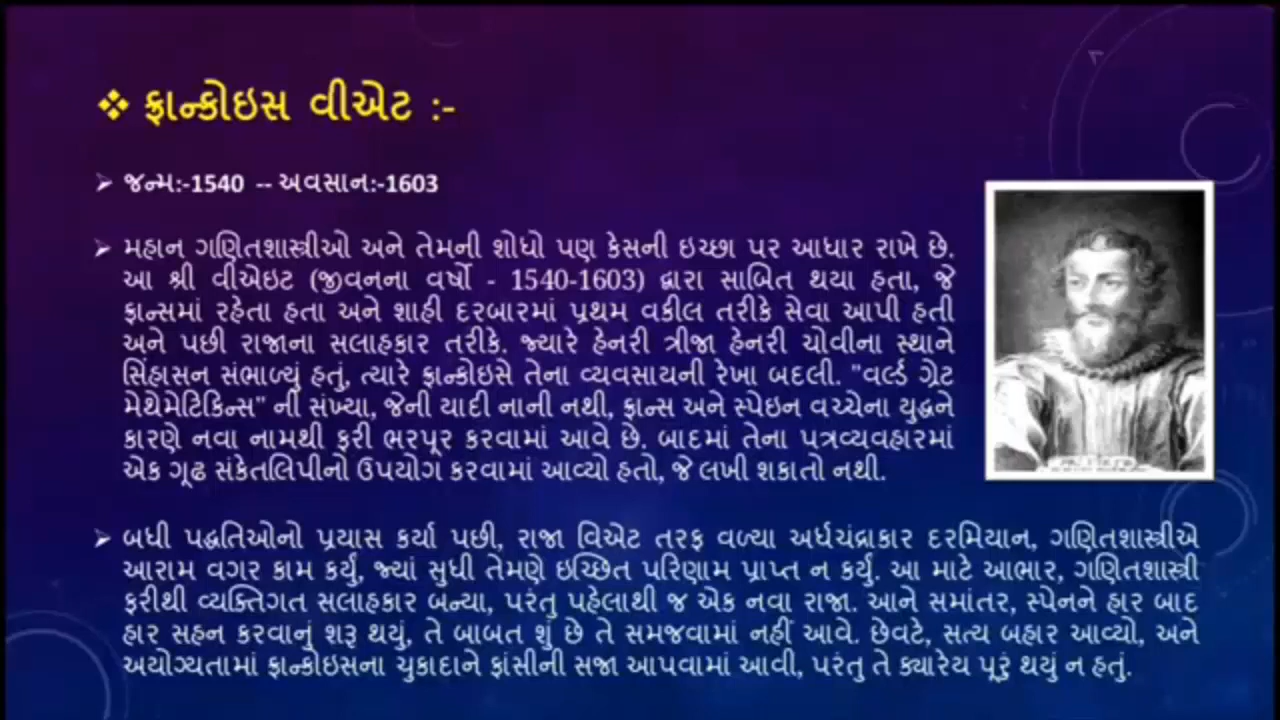 ❖ ફ્રાન્કોઇસ વીએટ :-
➢ જન્મ:-1540 -- અવસાન:-1603
➢ મહાન ગણિતશાસ્ત્રીઓ અને તેમની શોધો પણ કેસની ઇચ્છા પર આધાર રાખે છે.
આ શ્રી વીએઇટ (જીવનના વર્ષો - 1540-1603) દ્વારા સાબિત થયા હતા, જે
ફ્રાન્સમાં રહેતા હતા અને શાહી દરબારમાં પ્રથમ વકીલ તરીકે સેવા આપી હતી
અને પછી રાજાના સલાહકાર તરીકે. જ્યારે હેનરી ત્રીજા હેનરી ચોવીના સ્થાને
સિંહાસન સંભાળ્યું હતું, ત્યારે ફ્રાન્કોઇસે તેના વ્યવસાયની રેખા બદલી. "વર્લ્ડ ગ્રેટ
મેથેમેટિકિન્સ" ની સંખ્યા, જેની યાદી નાની નથી, ફ્રાન્સ અને સ્પેઇન વચ્ચેના યુદ્ધને
કારણે નવા નામથી ફરી ભરપૂર કરવામાં આવે છે. બાદમાં તેના પત્રવ્યવહારમાં
એક ગૂઢ સંકેતલિપીનો ઉપયોગ કરવામાં આવ્યો હતો, જે લખી શકાતો નથી.
➢ બધી પદ્ધતિઓનો પ્રયાસ કર્યા પછી, રાજા વિએટ તરફ વળ્યા અર્ધચંદ્રાકાર દરમિયાન, ગણિતશાસ્ત્રીએ
આરામ વગર કામ કર્યું, જ્યાં સુધી તેમણે ઇચ્છિત પરિણામ પ્રાપ્ત ન કર્યું. આ માટે આભાર, ગણિતશાસ્ત્રી
ફરીથી વ્યક્તિગત સલાહકાર બન્યા, પરંતુ પહેલાથી જ એક નવા રાજા. આને સમાંતર, સ્પેનને હાર બાદ
હાર સહન કરવાનું શરૂ થયું, તે બાબત શું છે તે સમજવામાં નહીં આવે. છેવટે, સત્ય બહાર આવ્યો, અને
અયોગ્યતામાં ફ્રાન્કોઇસના ચુકાદાને ફાંસીની સજા આપવામાં આવી, પરંતુ તે ક્યારેય પૂરું થયું ન હતું.